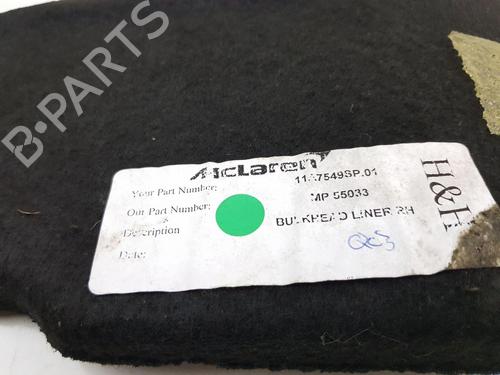 B-PARTS
McLaren
Your Part Number: 11A7549SP.01
Our Part Number: MP 55033
Description BULKHEAD LINER RH
Date:
H&H